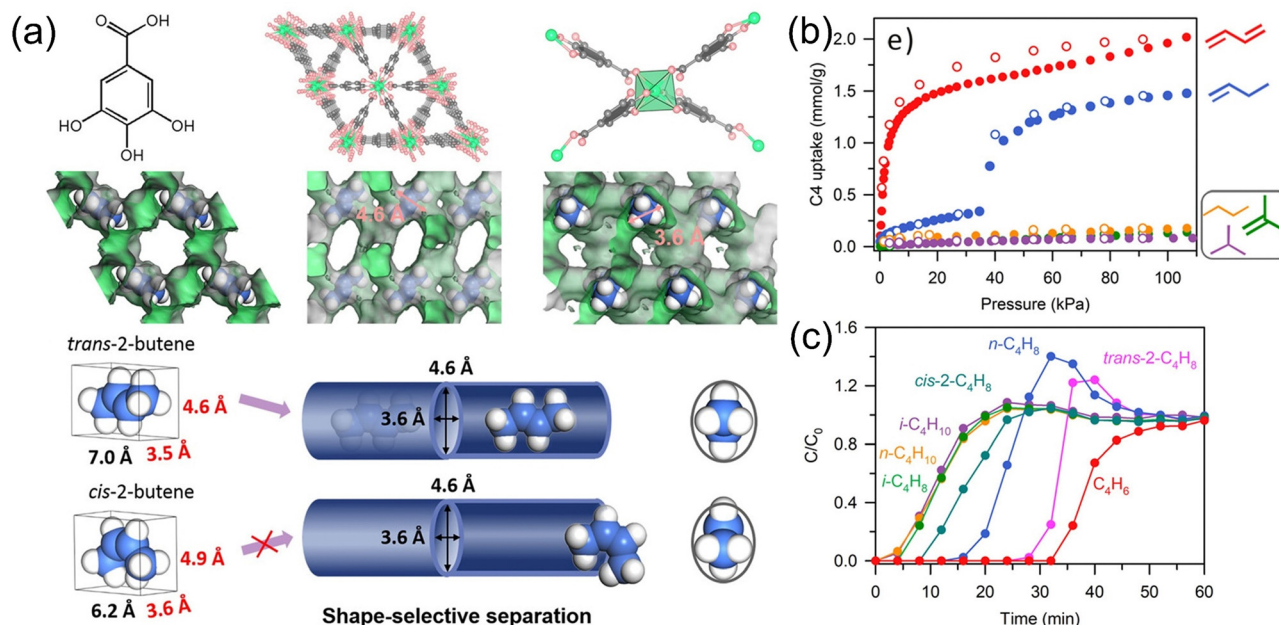 (a)
O
OH
HO
OH
OH
4.6 Å
3.6 Å
trans-2-butene
4.6 Å
7.0 Å
3.5 Å
4.6 Å
3.6 Å
cis-2-butene
4.9 Å
6.2 Å
3.6 Å
4.6 Å
3.6 Å
Shape-selective separation
(b)
e)
C4 uptake (mmol/g)
2.0
1.5
1.0
0.5
0.0
0 20 40 60 80 100
Pressure (kPa)
(c)
C/C₀
1.6
1.2
0.8
0.4
0.0
n-C₄H₈
trans-2-C₄H₈
cis-2-C₄H₈
i-C₄H₁₀
n-C₄H₁₀
i-C₄H₈
C₄H₆
0 10 20 30 40 50 60
Time (min)